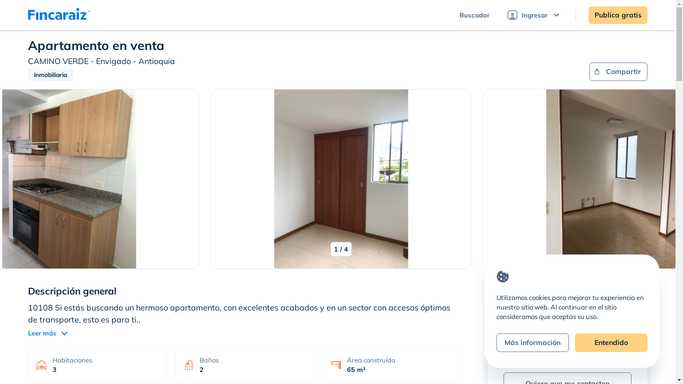 Fincaraiz
Buscador
Ingresar
Publica gratis
Apartamento en venta
CAMINO VERDE - Envigado - Antioquia
Inmobiliaria
Compartir
1 / 4
Descripción general
10108 Si estás buscando un hermoso apartamento, con excelentes acabados y en un sector con accesos óptimos
de transporte, esto es para ti..
Leer más
Habitaciones
3
Baños
2
Área construida
65 m²
Utilizamos cookies para mejorar tu experiencia en
nuestro sitio web. Al continuar en el sitio
consideramos que aceptas su uso.
Más información
Entendido
Quiero que me contacten